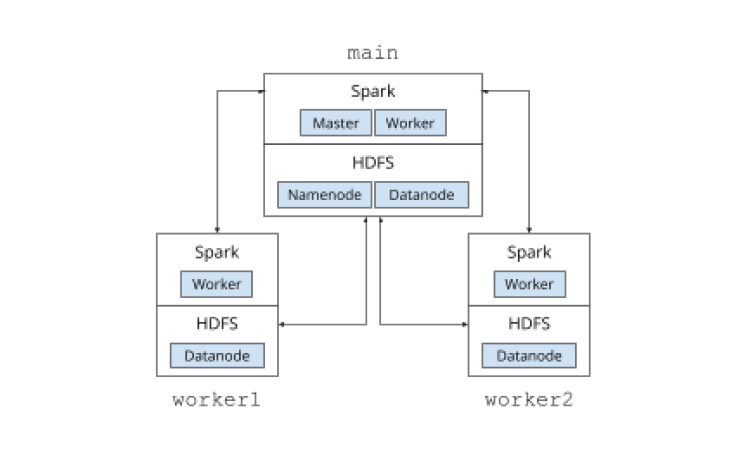 main
Spark
Master Worker
HDFS
Namenode Datanode
Spark
Worker
HDFS
Datanode
worker1
Spark
Worker
HDFS
Datanode
worker2